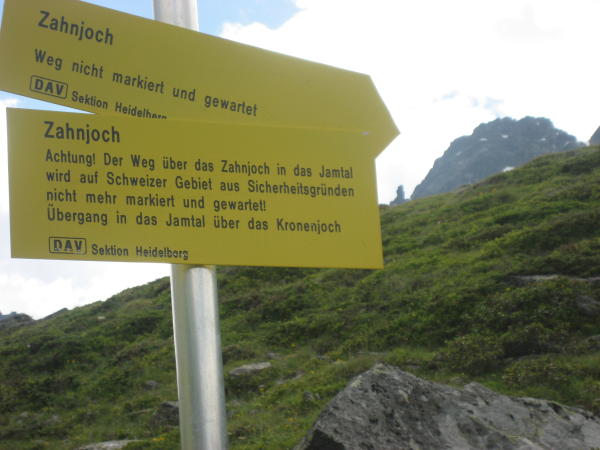 Zahnjoch
Weg nicht markiert und gewartet
DAV Sektion Heidelberg
Zahnjoch
Achtung! Der Weg über das Zahnjoch in das Jamtal
wird auf Schweizer Gebiet aus Sicherheitsgründen
nicht mehr markiert und gewartet!
Übergang in das Jamtal über das Kronenjoch
DAV Sektion Heidelberg